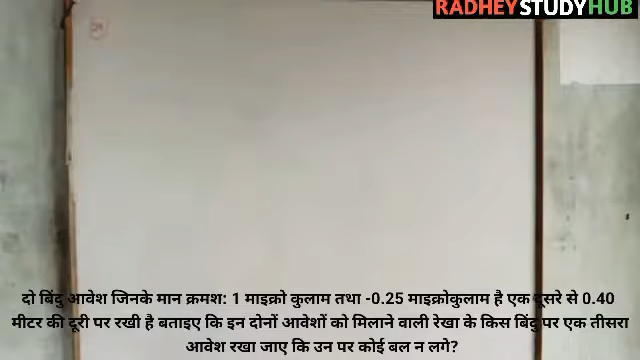 RADHEYSTUDYHUB
दो बिंदु आवेश जिनके मान क्रमश: 1 माइक्रो कुलाम तथा -0.25 माइक्रोकुलाम है एक दूसरे से 0.40
मीटर की दूरी पर रखी है बताइए कि इन दोनों आवेशों को मिलाने वाली रेखा के किस बिंदु पर एक तीसरा
आवेश रखा जाए कि उन पर कोई बल न लगे?